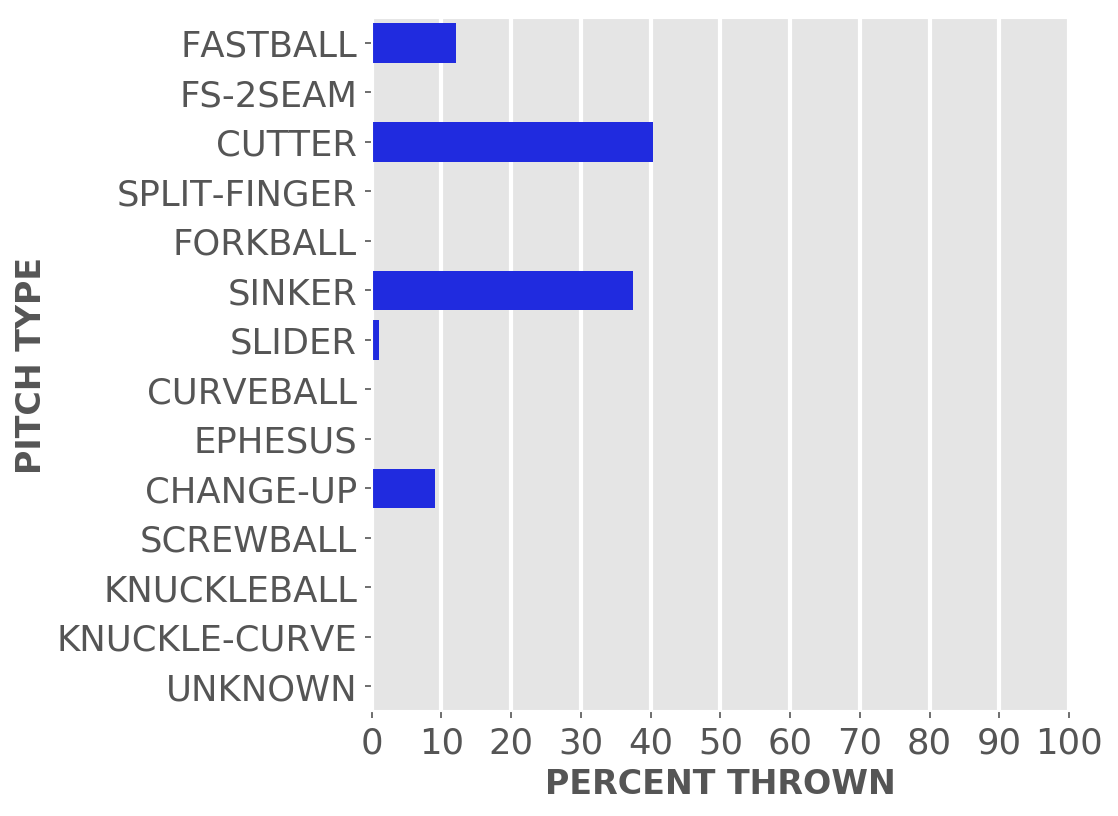 FASTBALL
FS-2SEAM
CUTTER
SPLIT-FINGER
FORKBALL
SINKER
SLIDER
CURVEBALL
EPHESUS
CHANGE-UP
SCREWBALL
KNUCKLEBALL
KNUCKLE-CURVE
UNKNOWN
PITCH TYPE
0 10 20 30 40 50 60 70 80 90 100
PERCENT THROWN